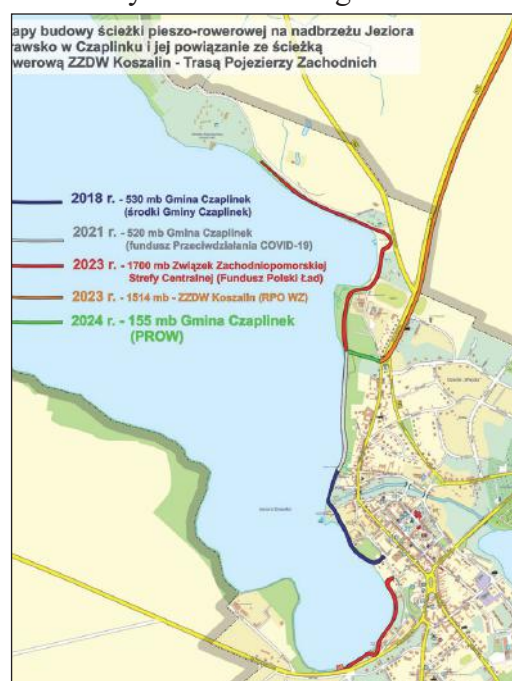 apy budowy ścieżki pieszo-rowerowej na nadbrzeżu Jeziora
rawsko w Czaplinku i jej powiązanie ze ścieżką
werową ZZDW Koszalin - Trasą Pojezierzy Zachodnich
2018 r. - 530 mb Gmina Czaplinek
(środki Gminy Czaplinek)
2021 r. - 520 mb Gmina Czaplinek
(fundusz Przeciwdziałania COVID-19)
2023 r. - 1700 mb Związek Zachodniopomorskiej
Strefy Centralnej (Fundusz Polski Ład)
2023 r. - 1514 mb - ZZDW Koszalin (RPO WZ)
2024 r. - 155 mb Gmina Czaplinek
(PROW)